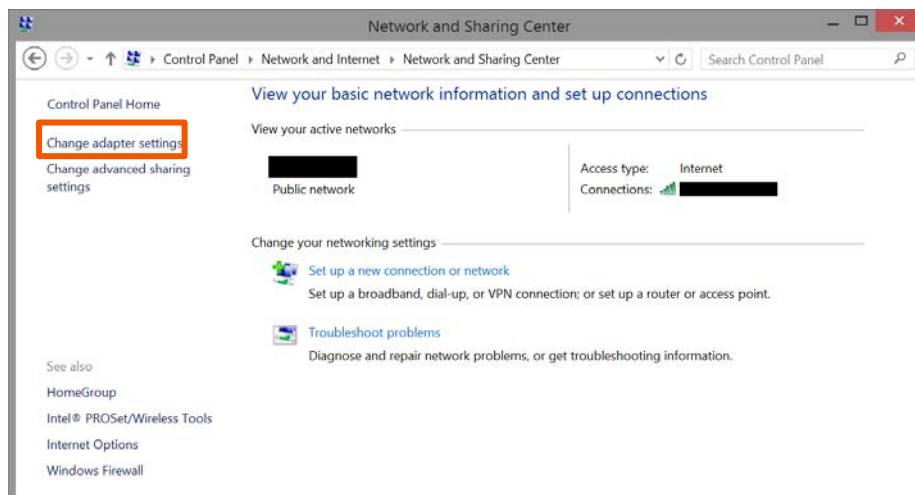 Network and Sharing Center
Control Panel Network and Internet Network and Sharing Center
Search Control Panel
Control Panel Home
Change adapter settings
Change advanced sharing
settings
View your basic network information and set up connections
View your active networks
Public network
Access type: Internet
Connections:
Change your networking settings
Set up a new connection or network
Set up a broadband, dial-up, or VPN connection; or set up a router or access point.
Troubleshoot problems
Diagnose and repair network problems, or get troubleshooting information.
See also
HomeGroup
Intel® PROSet/Wireless Tools
Internet Options
Windows Firewall